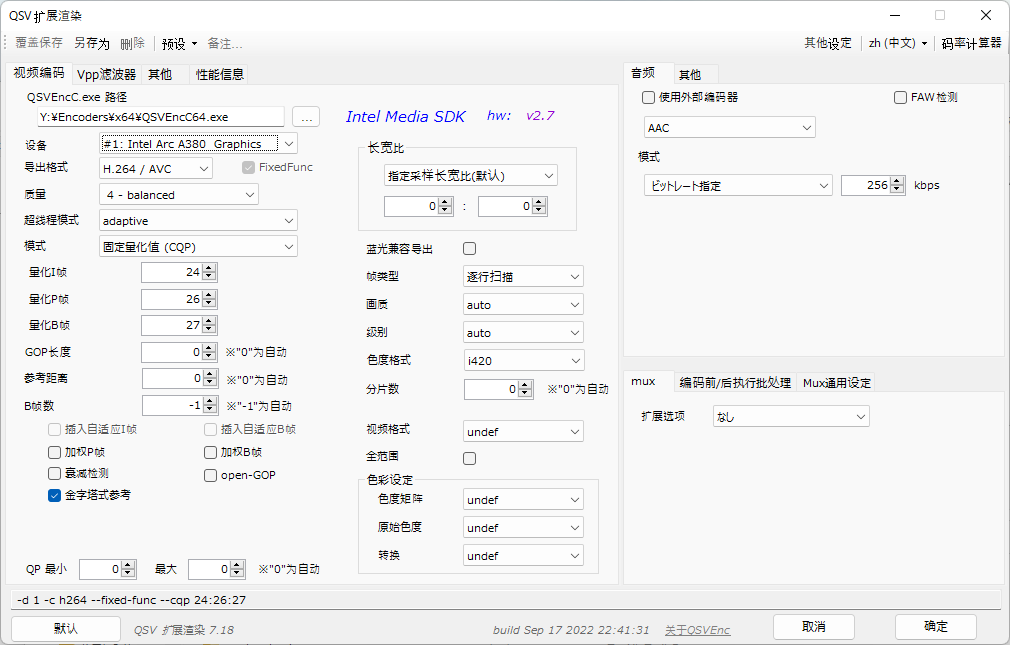 QSV 扩展渲染
覆盖保存 另存为 删除 预设 备注... 其他设定 zh (中文) 码率计算器
视频编码 Vpp滤波器 其他 性能信息
QSVEncC.exe 路径
Y:¥Encoders¥x64¥QSVEncC64.exe ...
Intel Media SDK hw: v2.7
设备 #1: Intel Arc A380 Graphics
导出格式 H.264 / AVC FixedFunc
质量 4 - balanced
超线程模式 adaptive
模式 固定量化值 (CQP)
量化I帧 24
量化P帧 26
量化B帧 27
GOP长度 0 ※"0"为自动
参考距离 0 ※"0"为自动
B帧数 -1 ※"-1"为自动
插入自适应I帧 插入自适应B帧
加权P帧 加权B帧
衰减检测 open-GOP
金字塔式参考
QP 最小 0 最大 0 ※"0"为自动
长宽比
指定采样长宽比(默认)
0 : 0
蓝光兼容导出
帧类型 逐行扫描
画质 auto
级别 auto
色度格式 i420
分片数 0 ※"0"为自动
视频格式 undef
全范围
色彩设定
色度矩阵 undef
原始色度 undef
转换 undef
音频 其他
使用外部编码器 FAW检测
AAC
模式
ビットレート指定 256 kbps
mux 编码前/后执行批处理 Mux通用设定
扩展选项 なし
-d 1 -c h264 --fixed-func --cqp 24:26:27
默认 QSV 扩展渲染 7.18 build Sep 17 2022 22:41:31 关于QSVEnc 取消 确定